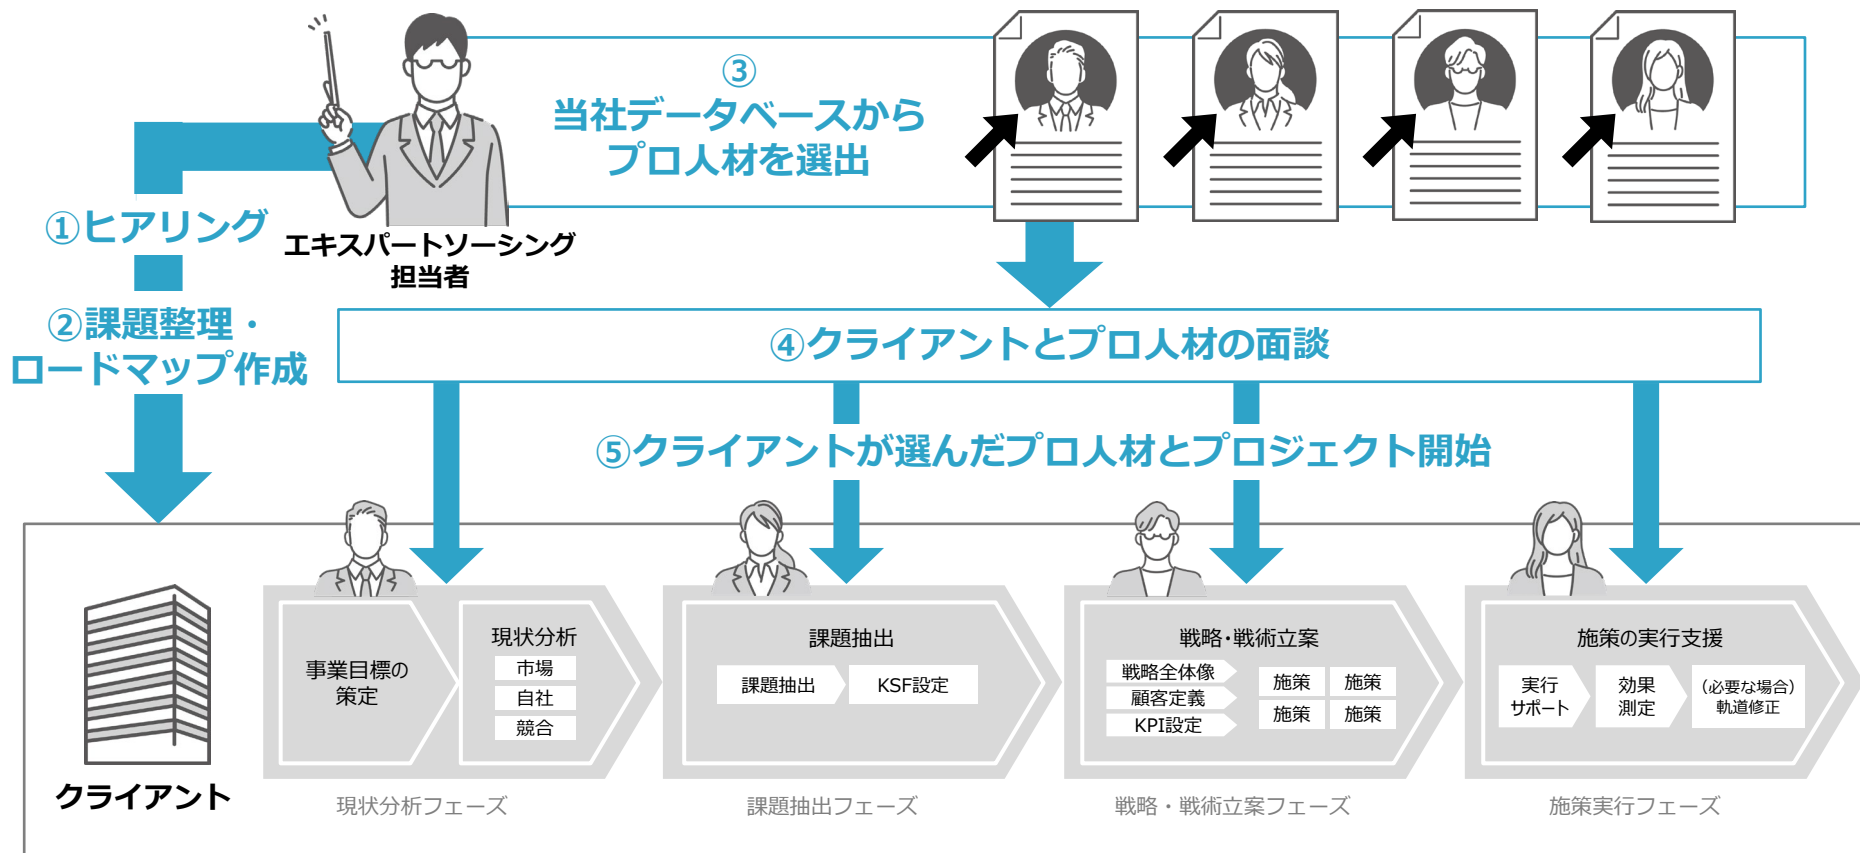 ③
当社データベースから
プロ人材を選出
①ヒアリング
エキスパートソーシング
担当者
②課題整理・
ロードマップ作成
④クライアントとプロ人材の面談
⑤クライアントが選んだプロ人材とプロジェクト開始
クライアント
事業目標の
策定
現状分析
市場
自社
競合
現状分析フェーズ
課題抽出
課題抽出
KSF設定
課題抽出フェーズ
戦略・戦術立案
戦略全体像
顧客定義
KPI設定
施策
施策
施策
施策
戦略・戦術立案フェーズ
施策の実行支援
実行
サポート
効果
測定
（必要な場合）
軌道修正
施策実行フェーズ